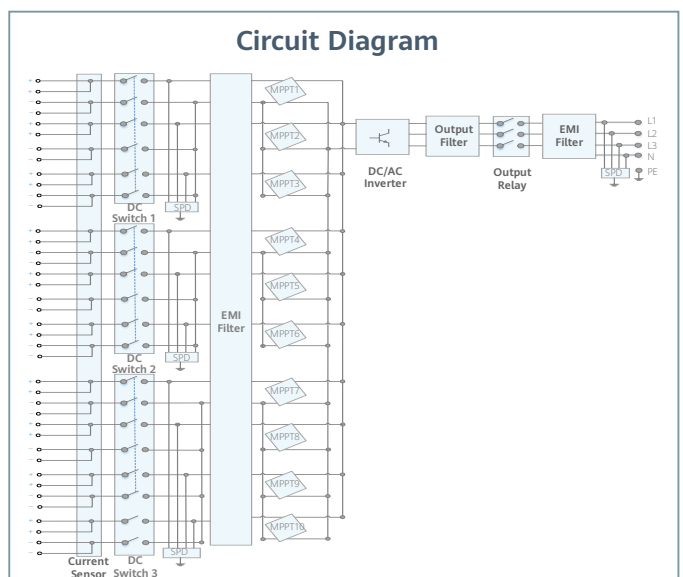 Circuit Diagram
MPPT1
MPPT2
MPPT3
SPD
DC
Switch 1
MPPT4
MPPT5
MPPT6
SPD
DC
Switch 2
EMI
Filter
MPPT7
MPPT8
MPPT9
MPPT10
SPD
Current
Sensor
DC
Switch 3
DC/AC
Inverter
Output
Filter
Output
Relay
EMI
Filter
SPD
L1
L2
L3
N
PE